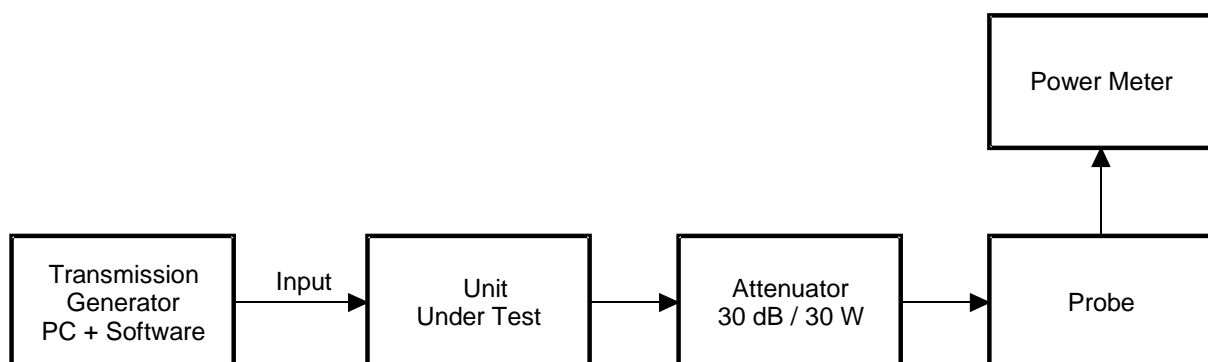 Power Meter
Transmission
Generator
PC + Software
Input
Unit
Under Test
Attenuator
30 dB / 30 W
Probe